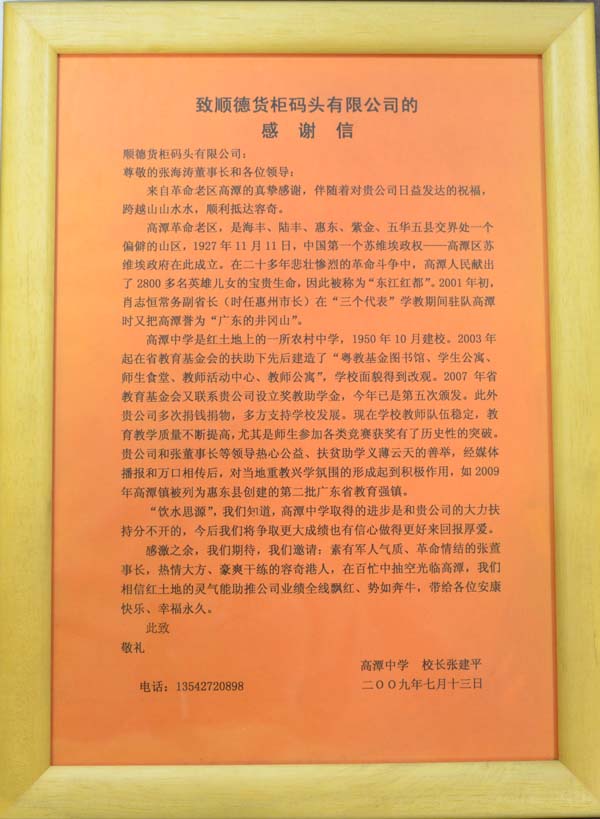 致顺德货柜码头有限公司的
感 谢 信
顺德货柜码头有限公司：
尊敬的张海涛董事长和各位领导：
来自革命老区高潭的真挚感谢，伴随着对贵公司日益发达的祝福，
跨越山山水水，顺利抵达容奇。
高潭革命老区，是海丰、陆丰、惠东、紫金、五华五县交界处一个
偏僻的山区，1927年11月11日，中国第一个苏维埃政权——高潭区苏
维埃政府在此成立。在二十多年悲壮惨烈的革命斗争中，高潭人民献出
了2800多名英雄儿女的宝贵生命，因此被称为“东江红都”。2001年初，
肖志恒常务副省长（时任惠州市长）在“三个代表”学教期间驻队高潭
时又把高潭誉为“广东的井冈山”。
高潭中学是红土地上的一所农村中学，1950年10月建校。2003年
起在省教育基金会的扶助下先后建造了“粤教基金图书馆、学生公寓、
师生食堂、教师活动中心、教师公寓”，学校面貌得到改观。2007年省
教育基金会又联系贵公司设立奖教助学金，今年已是第五次颁发。此外
贵公司多次捐钱捐物，多方支持学校发展。现在学校教师队伍稳定，教
育教学质量不断提高，尤其是师生参加各类竞赛获奖有了历史性的突破。
贵公司和张董事长等领导热心公益、扶贫助学义薄云天的善举，经媒体
播报和万口相传后，对当地重教兴学氛围的形成起到积极作用，如2009
年高潭镇被列为惠东县创建的第二批广东省教育强镇。
“饮水思源”，我们知道，高潭中学取得的进步是和贵公司的大力扶
持分不开的，今后我们将争取更大成绩也有信心做得更好来回报厚爱。
感激之余，我们期待，我们邀请：素有军人气质、革命情结的张董
事长，热情大方、豪爽干练的容奇港人，在百忙中抽空光临高潭，我们
相信红土地的灵气能助推公司业绩全线飘红、势如奔牛，带给各位安康
快乐、幸福永久。
此致
敬礼
高潭中学 校长张建平
电话：13542720898 二OO九年七月十三日